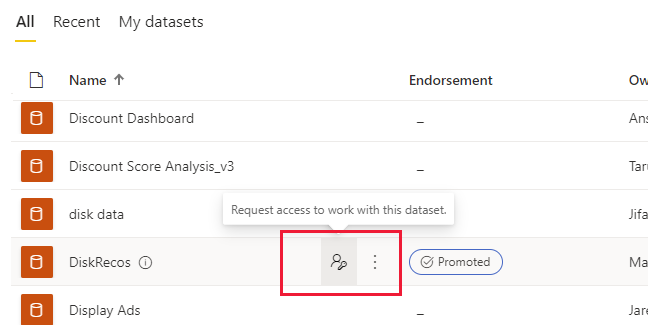 All Recent My datasets
Name Endorsement Ow
Discount Dashboard – Ans
Discount Score Analysis_v3 – Taru
Request access to work with this dataset.
disk data Jifa
DiskRecos Promoted Ma
Display Ads – Jare